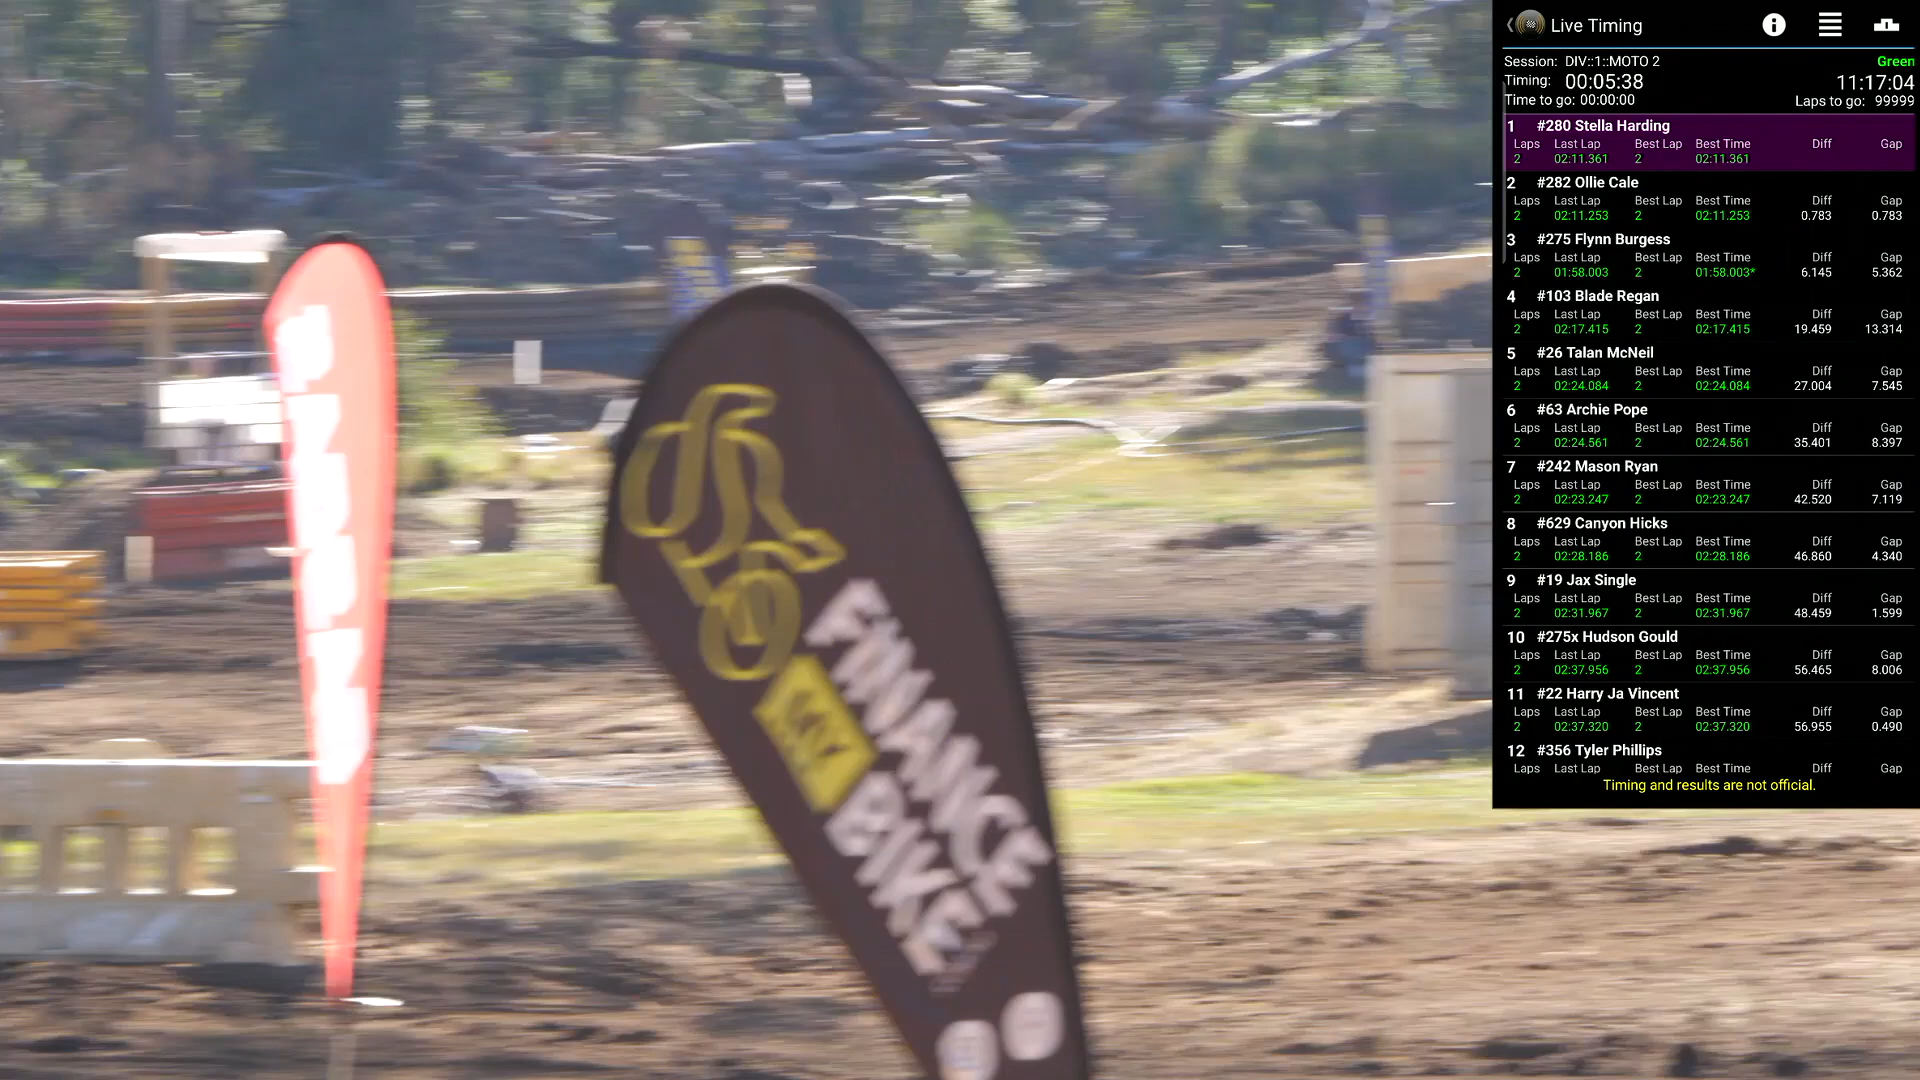 Live Timing
Session: DIV::1::MOTO 2
Green
Timing: 00:05:38
11:17:04
Time to go: 00:00:00
Laps to go: 99999
1 #280 Stella Harding
Laps Last Lap Best Lap Best Time Diff Gap
2 02:11.361 2 02:11.361
2 #282 Ollie Cale
Laps Last Lap Best Lap Best Time Diff Gap
2 02:11.253 2 02:11.253 0.783 0.783
3 #275 Flynn Burgess
Laps Last Lap Best Lap Best Time Diff Gap
2 01:58.003 2 01:58.003* 6.145 5.362
4 #103 Blade Regan
Laps Last Lap Best Lap Best Time Diff Gap
2 02:17.415 2 02:17.415 19.459 13.314
5 #26 Talan McNeil
Laps Last Lap Best Lap Best Time Diff Gap
2 02:24.084 2 02:24.084 27.004 7.545
6 #63 Archie Pope
Laps Last Lap Best Lap Best Time Diff Gap
2 02:24.561 2 02:24.561 35.401 8.397
7 #242 Mason Ryan
Laps Last Lap Best Lap Best Time Diff Gap
2 02:23.247 2 02:23.247 42.520 7.119
8 #629 Canyon Hicks
Laps Last Lap Best Lap Best Time Diff Gap
2 02:28.186 2 02:28.186 46.860 4.340
9 #19 Jax Single
Laps Last Lap Best Lap Best Time Diff Gap
2 02:31.967 2 02:31.967 48.459 1.599
10 #275x Hudson Gould
Laps Last Lap Best Lap Best Time Diff Gap
2 02:37.956 2 02:37.956 56.465 8.006
11 #22 Harry Ja Vincent
Laps Last Lap Best Lap Best Time Diff Gap
2 02:37.320 2 02:37.320 56.955 0.490
12 #356 Tyler Phillips
Laps Last Lap Best Lap Best Time Diff Gap
Timing and results are not official.
FINANCE
MY
BIKE